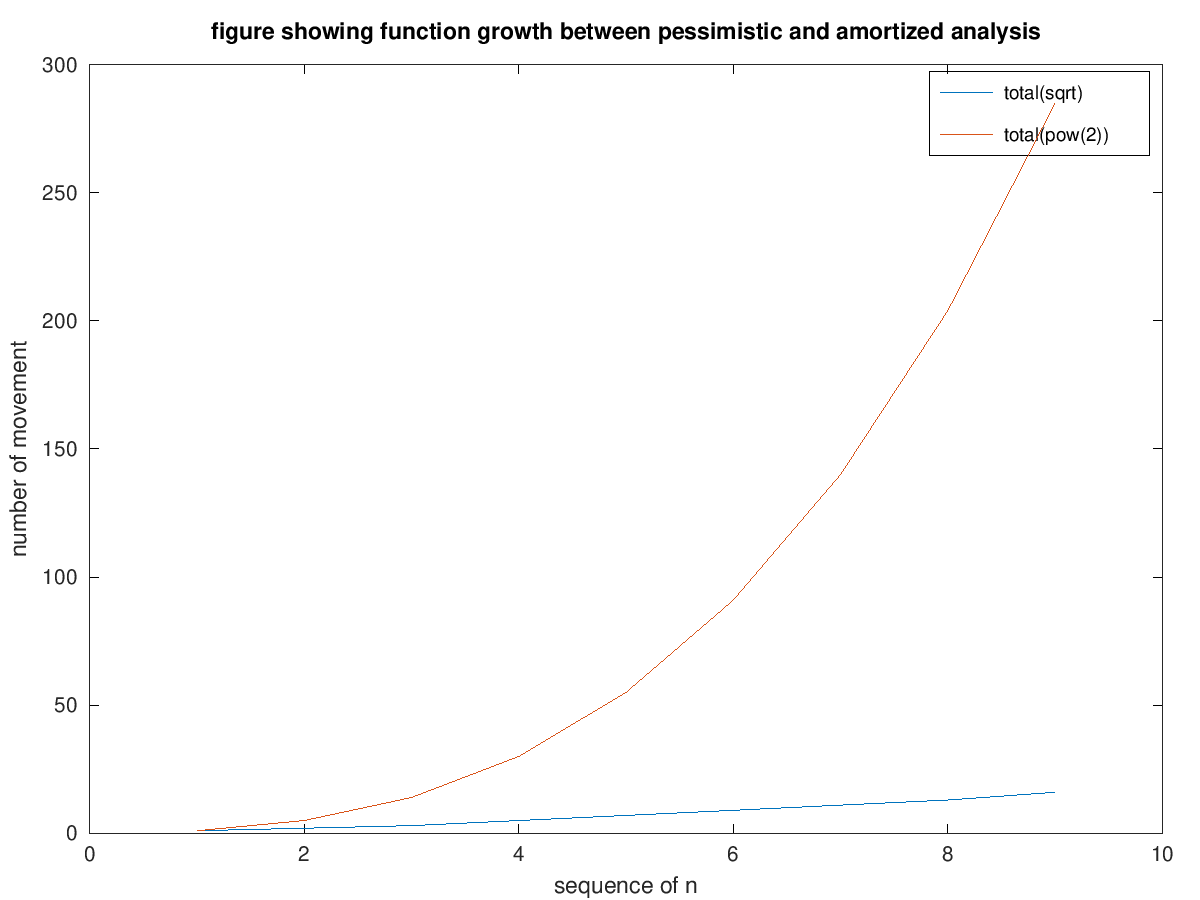 figure showing function growth between pessimistic and amortized analysis
300
250
200
150
100
50
0
number of movement
total(sqrt)
total(pow(2))
0 2 4 6 8 10
sequence of n